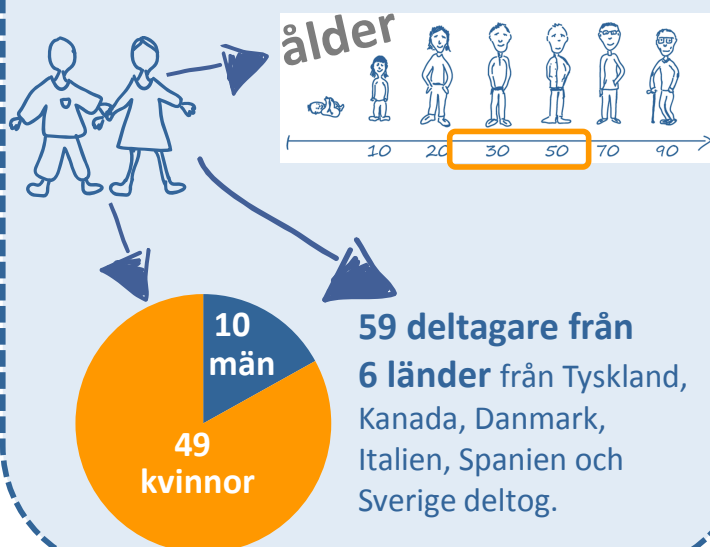 ålder
10 20 30 50 70 90
10
män
49
kvinnor
59 deltagare från
6 länder från Tyskland,
Kanada, Danmark,
Italien, Spanien och
Sverige deltog.